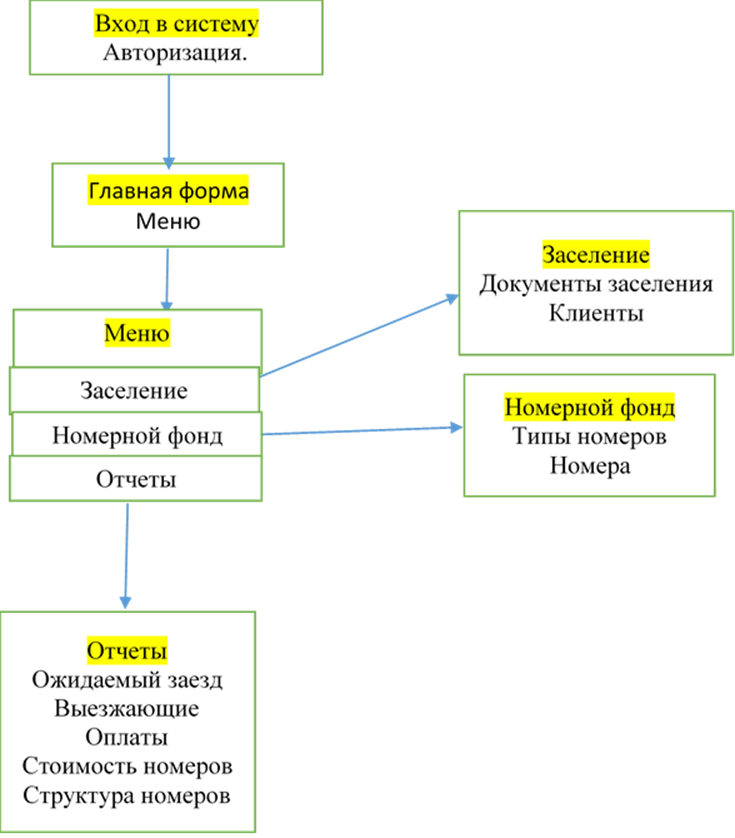 Вход в систему
Авторизация.
Главная форма
Меню
Меню
Заселение
Номерной фонд
Отчеты
Заселение
Документы заселения
Клиенты
Номерной фонд
Типы номеров
Номера
Отчеты
Ожидаемый заезд
Выезжающие
Оплаты
Стоимость номеров
Структура номеров